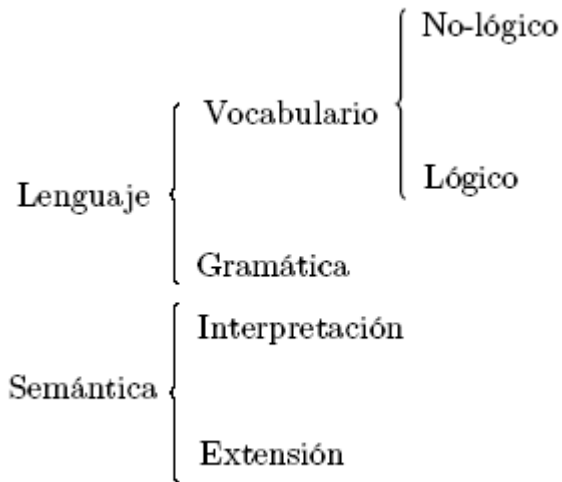 No-lógico
Vocabulario
Lógico
Lenguaje
Gramática
Interpretación
Semántica
Extensión